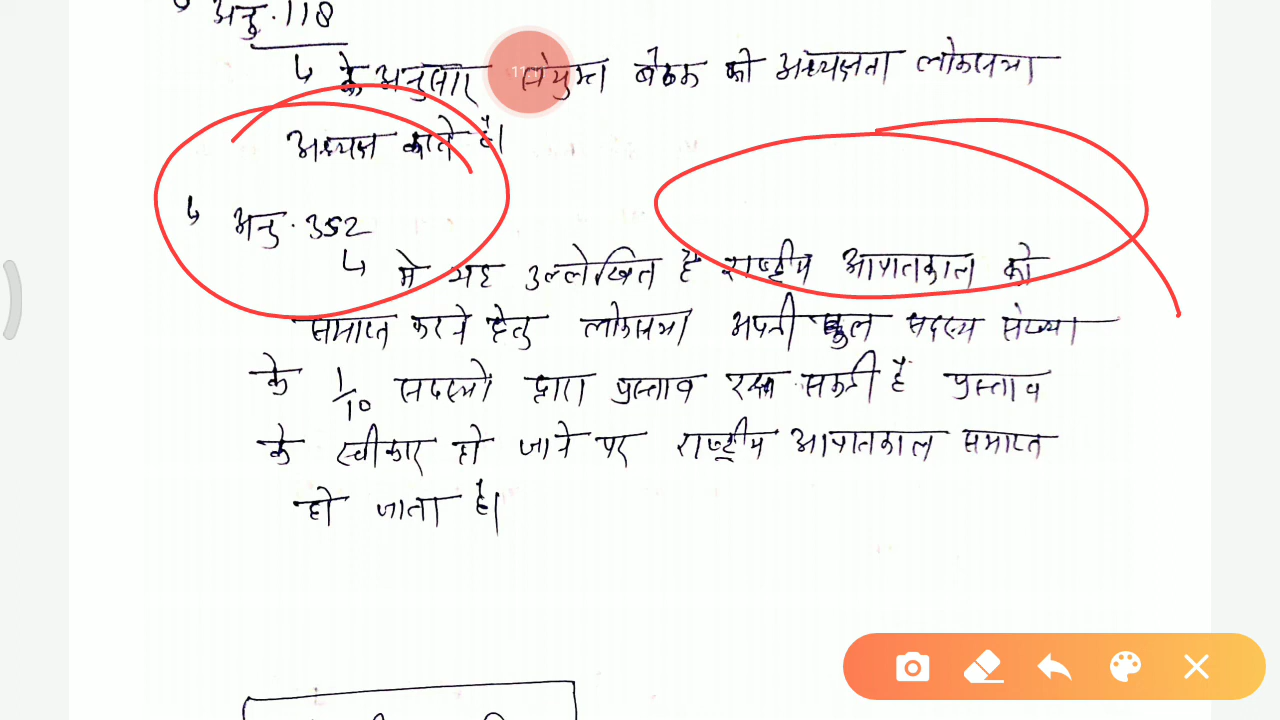 अनु. 118
↳ के अनुसार संयुक्त बैठक की अध्यक्षता लोकसभा
अध्यक्ष करते है।
↳ अनु. 352
↳ मे यह उल्लेखित है राष्ट्रीय आपातकाल को
समाप्त करने हेतु लोकसभा अपनी कुल सदस्य संख्या
के 1/10 सदस्यो द्वारा प्रस्ताव रख सकती है प्रस्ताव
के स्वीकार हो जाने पर राष्ट्रीय आपातकाल समाप्त
हो जाता है।